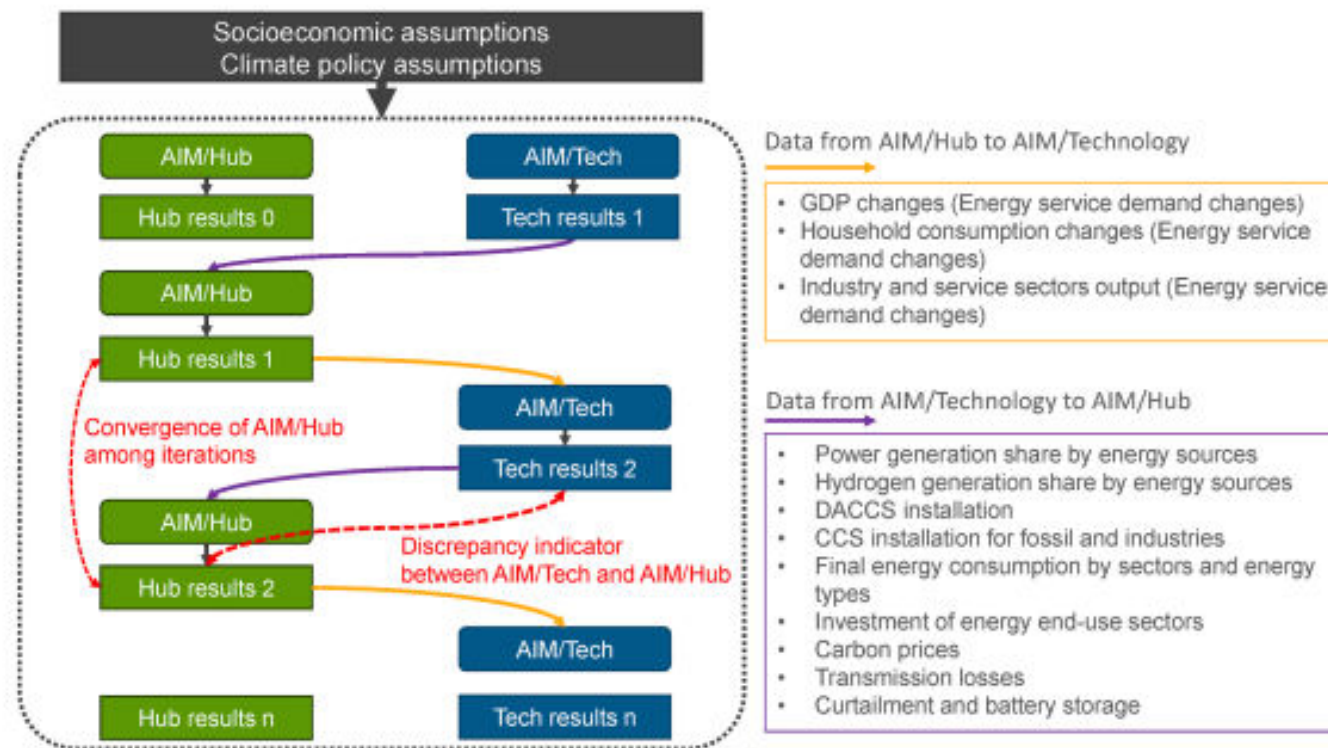 Socioeconomic assumptions
Climate policy assumptions
AIM/Hub
AIM/Tech
Hub results 0
Tech results 1
AIM/Hub
Hub results 1
AIM/Tech
Convergence of AIM/Hub
among iterations
Tech results 2
AIM/Hub
Discrepancy indicator
between AIM/Tech and AIM/Hub
Hub results 2
AIM/Tech
Hub results n
Tech results n
Data from AIM/Hub to AIM/Technology
• GDP changes (Energy service demand changes)
• Household consumption changes (Energy service
demand changes)
• Industry and service sectors output (Energy service
demand changes)
Data from AIM/Technology to AIM/Hub
• Power generation share by energy sources
• Hydrogen generation share by energy sources
• DACCS installation
• CCS installation for fossil and industries
• Final energy consumption by sectors and energy
types
• Investment of energy end-use sectors
• Carbon prices
• Transmission losses
• Curtailment and battery storage